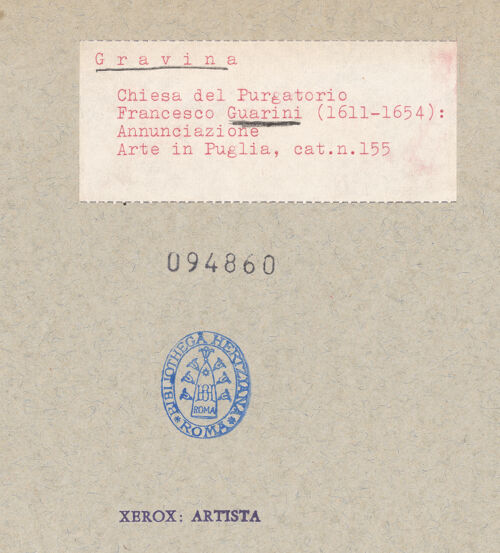 G r a v i n a
Chiesa del Purgatorio
Francesco Guarini (1611-1654):
Annunciazione
Arte in Puglia, cat.n.155
094860
BIBLIOTHECA HERTZIANA
BH
ROMA
* ROMA *
XEROX: ARTISTA